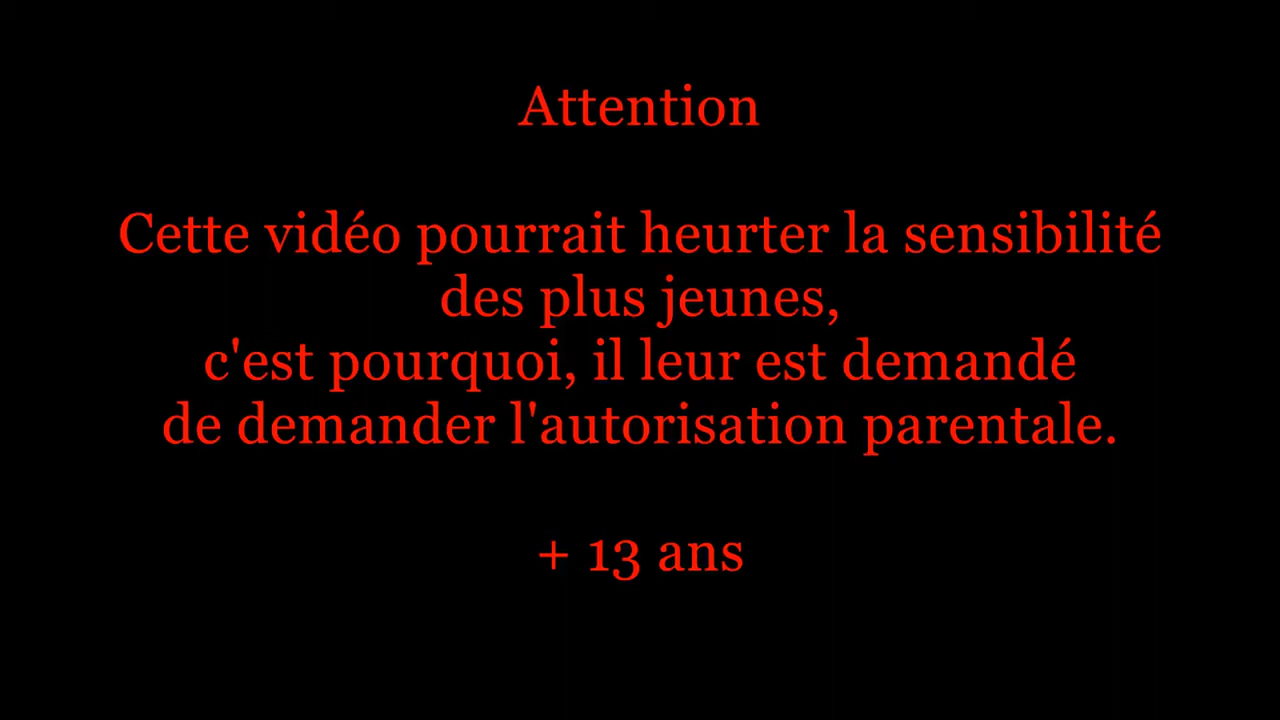 Attention
Cette vidéo pourrait heurter la sensibilité
des plus jeunes,
c'est pourquoi, il leur est demandé
de demander l'autorisation parentale.
+ 13 ans